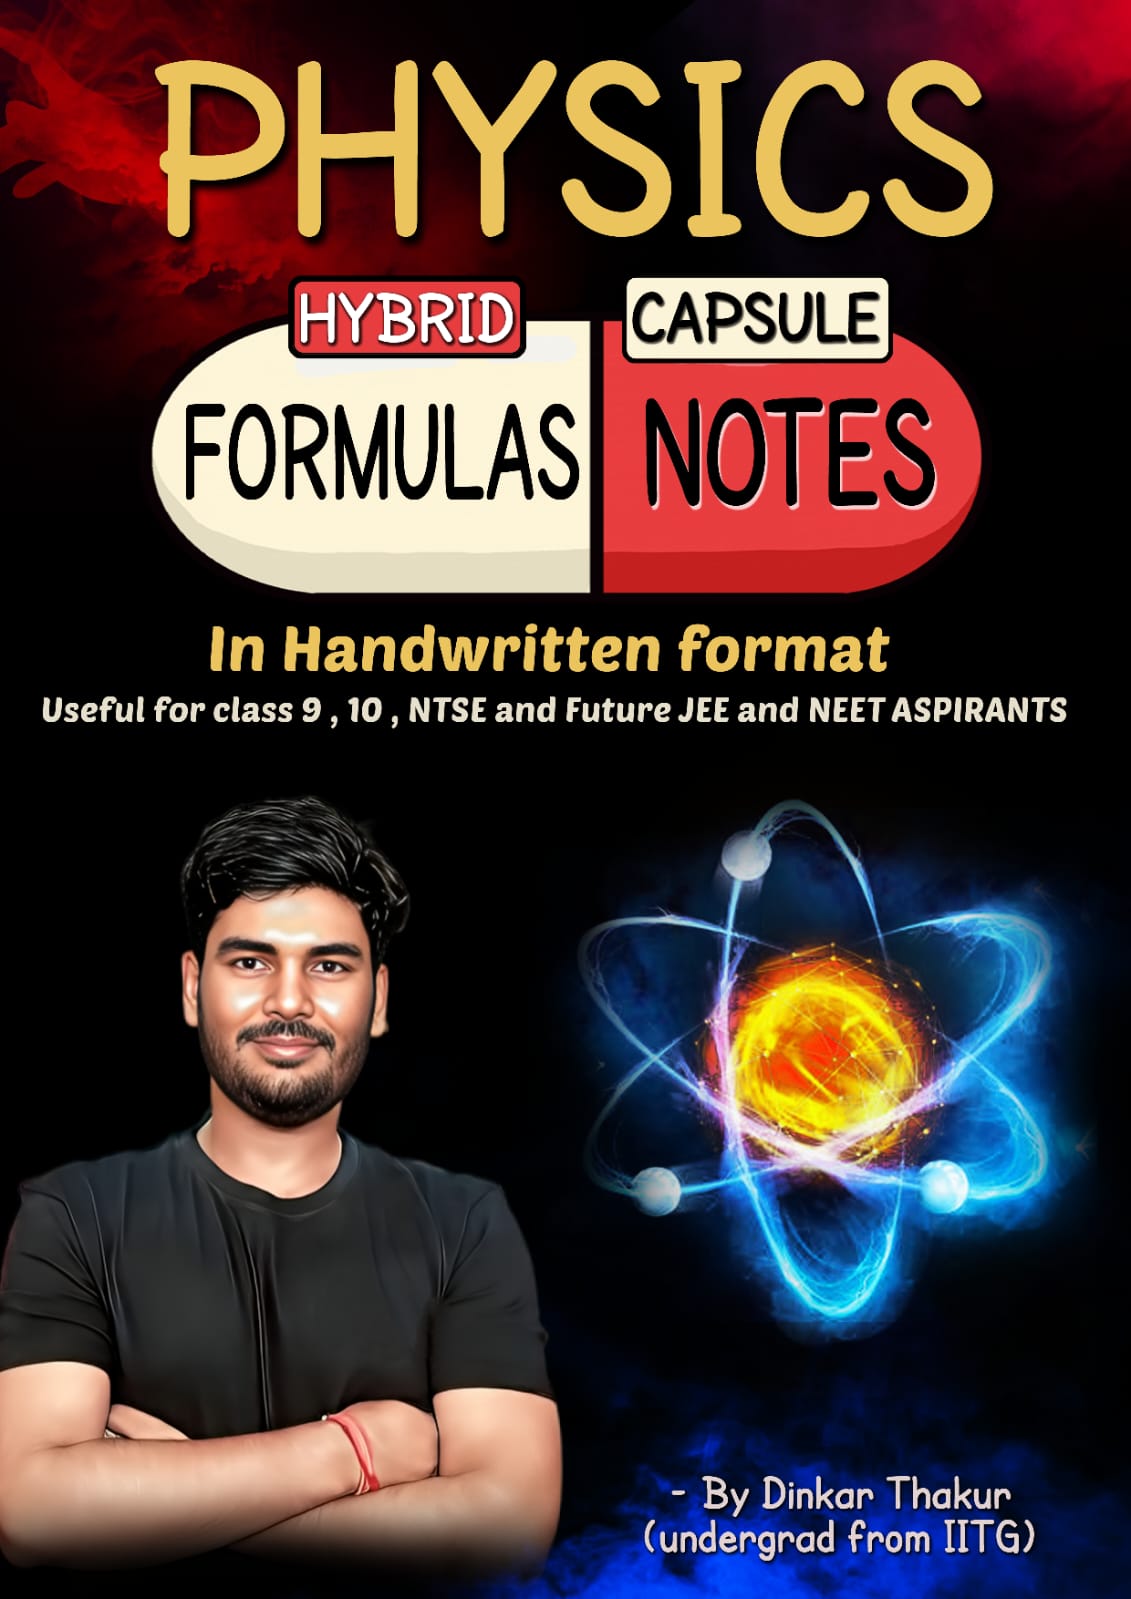 PHYSICS
HYBRID CAPSULE
FORMULAS NOTES
In Handwritten format
Useful for class 9 , 10 , NTSE and Future JEE and NEET ASPIRANTS
- By Dinkar Thakur
(undergrad from IITG)